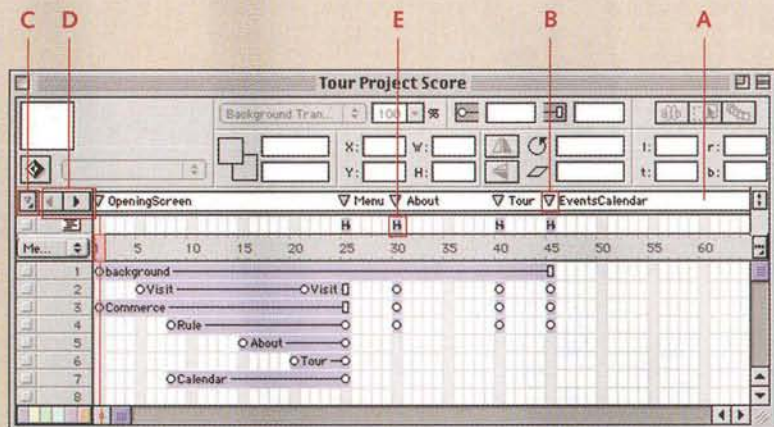 C D E B A
Tour Project Score
Background Tran... 100 %
X: W: I: r:
Y: H: t: b:
OpeningScreen Menu About Tour EventsCalendar
Me... 1 5 10 15 20 25 30 35 40 45 50 55 60
1 background
2 Visit Visit
3 Commerce
4 Rule
5 About
6 Tour
7 Calendar
8